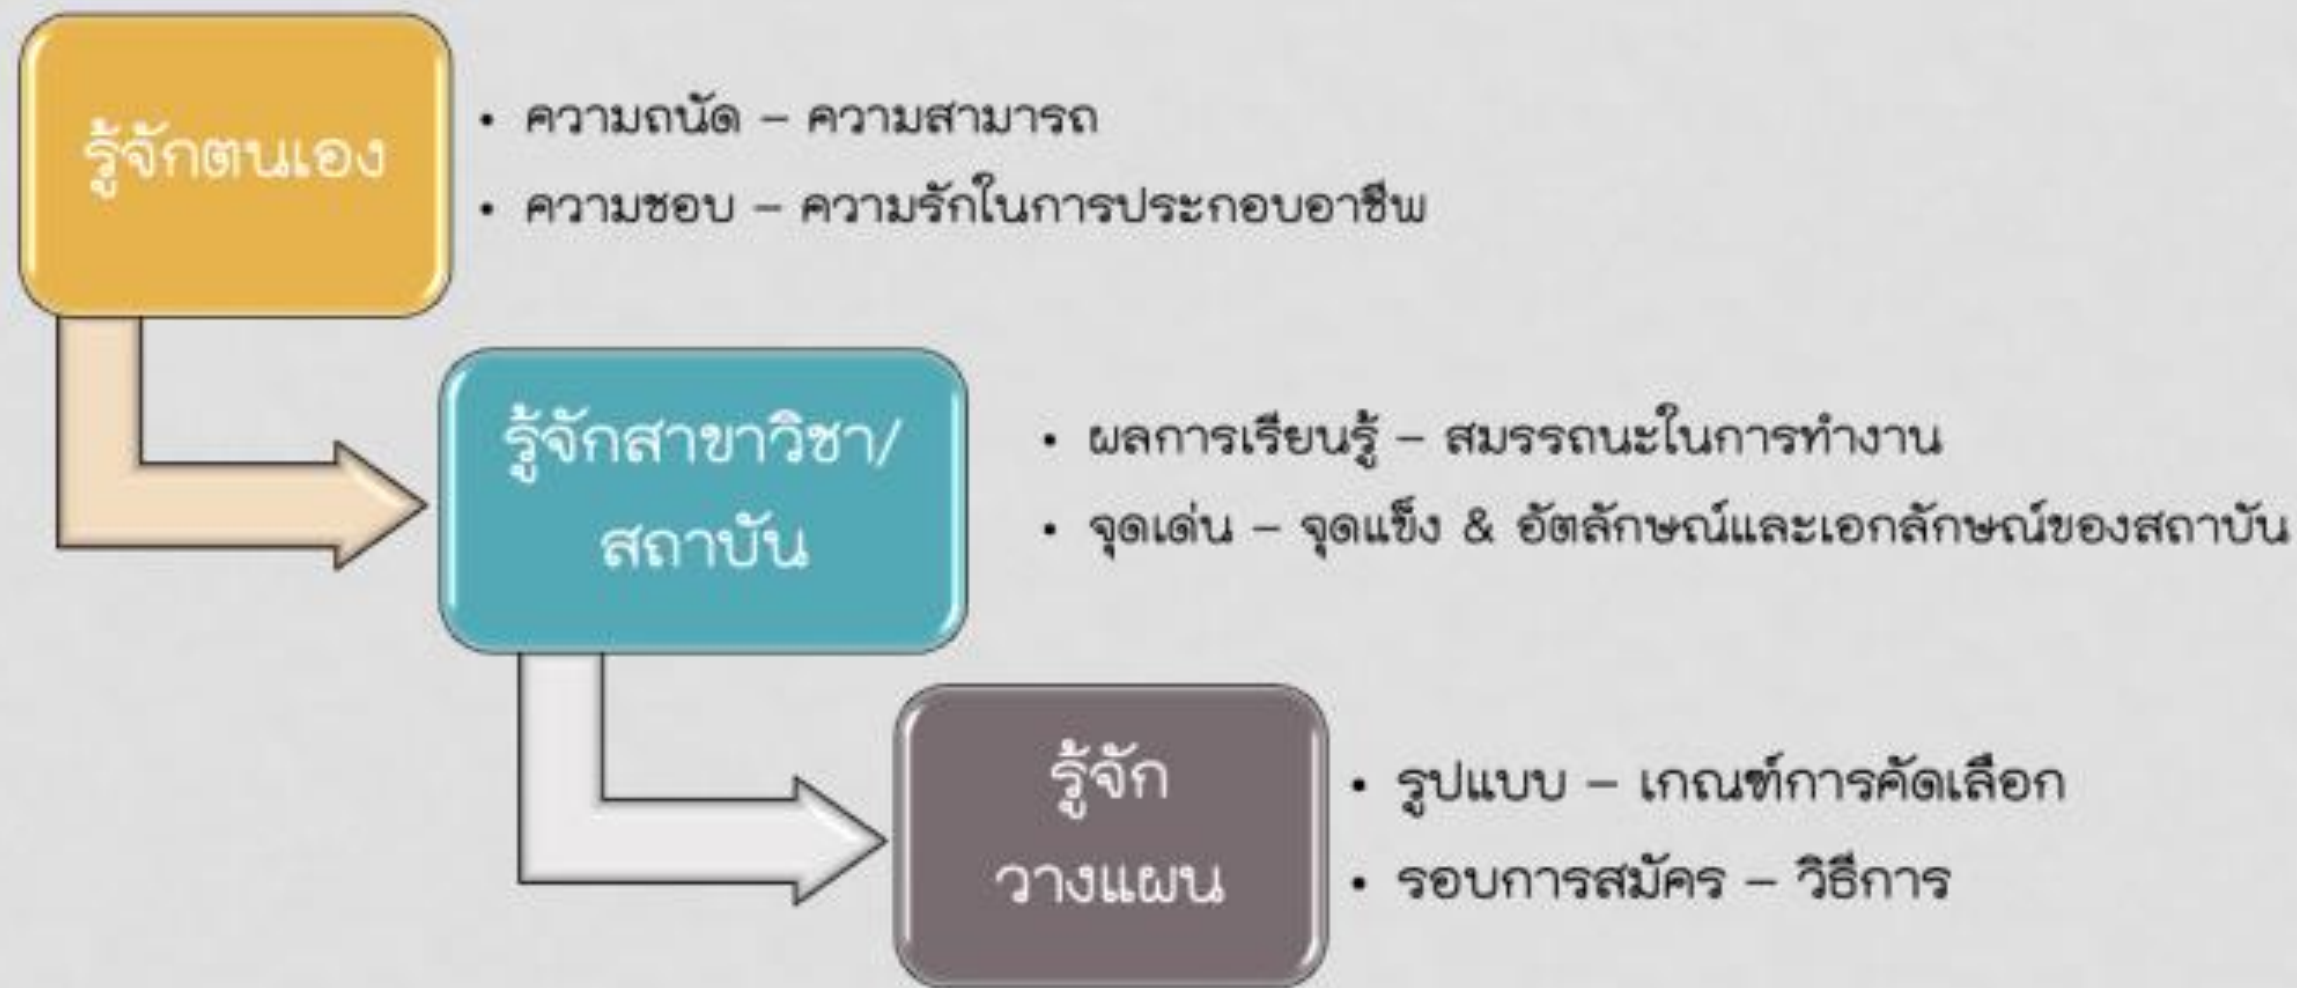 รู้จักตนเอง
• ความถนัด – ความสามารถ
• ความชอบ – ความรักในการประกอบอาชีพ
รู้จักสาขาวิชา/
สถาบัน
• ผลการเรียนรู้ – สมรรถนะในการทำงาน
• จุดเด่น – จุดแข็ง & อัตลักษณ์และเอกลักษณ์ของสถาบัน
รู้จัก
วางแผน
• รูปแบบ – เกณฑ์การคัดเลือก
• รอบการสมัคร – วิธีการ